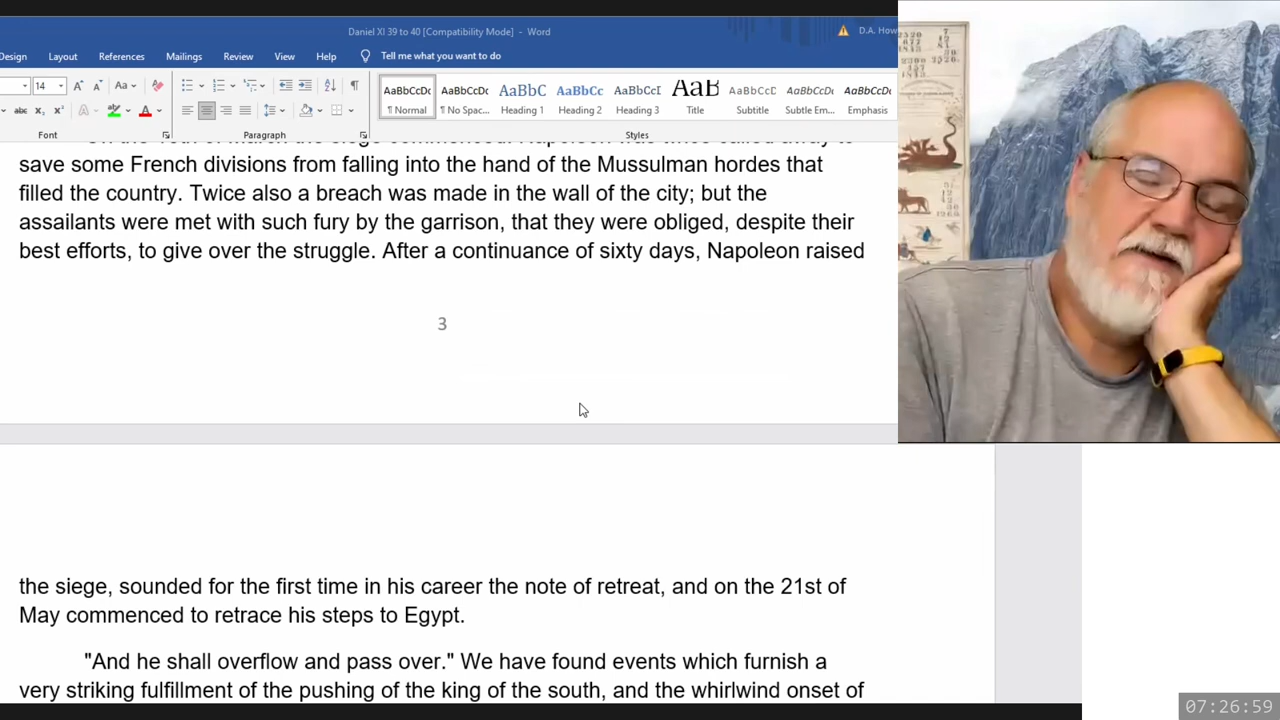 Daniel XI 39 to 40 [Compatibility Mode] - Word
D.A. How
Design Layout References Mailings Review View Help Tell me what you want to do
14 Aa
AaBbCcDc AaBbCcDc AaBbC AaBbCc AaBbCcD AaB AaBbCcD AaBbCcDc AaBbCcDc
¶ Normal ¶ No Spac... Heading 1 Heading 2 Heading 3 Title Subtitle Subtle Em... Emphasis
Font Paragraph Styles
save some French divisions from falling into the hand of the Mussulman hordes that
filled the country. Twice also a breach was made in the wall of the city; but the
assailants were met with such fury by the garrison, that they were obliged, despite their
best efforts, to give over the struggle. After a continuance of sixty days, Napoleon raised
3
the siege, sounded for the first time in his career the note of retreat, and on the 21st of
May commenced to retrace his steps to Egypt.
"And he shall overflow and pass over." We have found events which furnish a
very striking fulfillment of the pushing of the king of the south, and the whirlwind onset of
07:26:59